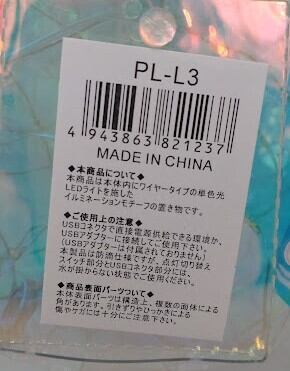 PL-L3
4 943863 821237
MADE IN CHINA
◆本商品について◆
本商品は本体内にワイヤータイプの単色光
LEDライトを施した
イルミネーションモチーフの置き物です。
◆ご使用上の注意◆
USBコネクタで直接電源供給できる環境か、
USBアダプターに接続してご使用下さい。
(USBアダプターは付属されておりません)
本製品は防滴仕様ですが、点灯切り替え
スイッチ部分とUSBコネクタ部分には、
水が掛からない状態でご使用ください。
◆商品表面パーツついて◆
本体表面パーツは構造上、複数の面体による
角があります。引きずりやひっかきによる
傷やケガには十分にご注意下さい。